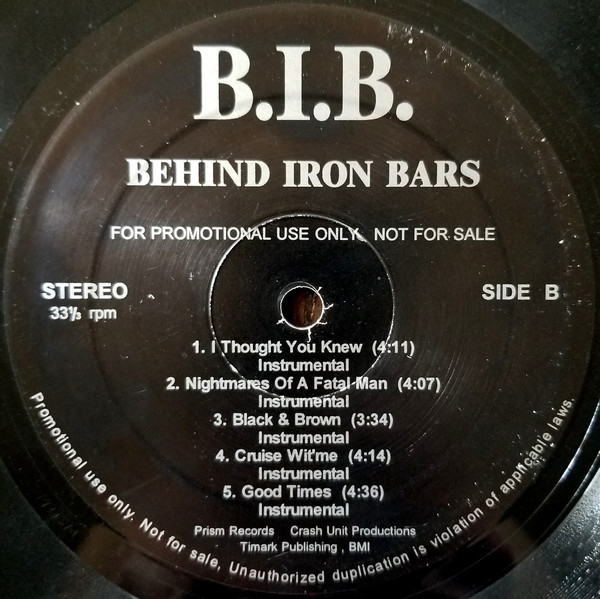 B.I.B.
BEHIND IRON BARS
FOR PROMOTIONAL USE ONLY, NOT FOR SALE
STEREO
33⅓ rpm
SIDE B
1. I Thought You Knew (4:11)
Instrumental
2. Nightmares Of A Fatal Man (4:07)
Instrumental
3. Black & Brown (3:34)
Instrumental
4. Cruise Wit'me (4:14)
Instrumental
5. Good Times (4:36)
Instrumental
Prism Records Crash Unit Productions
Timark Publishing , BMI
Promotional use only. Not for sale, Unauthorized duplication is violation of applicable laws.